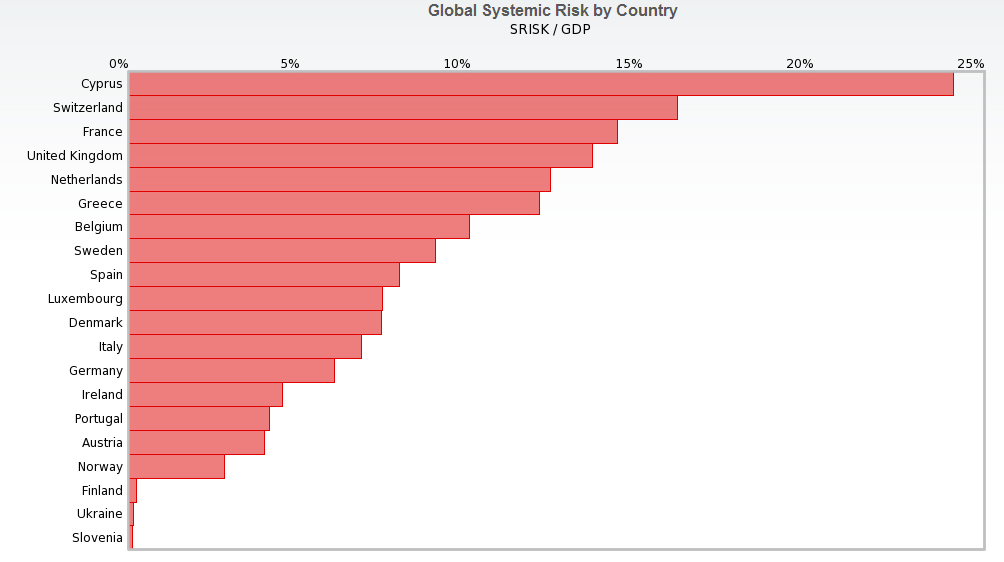 Global Systemic Risk by Country
SRISK / GDP
0% 5% 10% 15% 20% 25%
Cyprus
Switzerland
France
United Kingdom
Netherlands
Greece
Belgium
Sweden
Spain
Luxembourg
Denmark
Italy
Germany
Ireland
Portugal
Austria
Norway
Finland
Ukraine
Slovenia